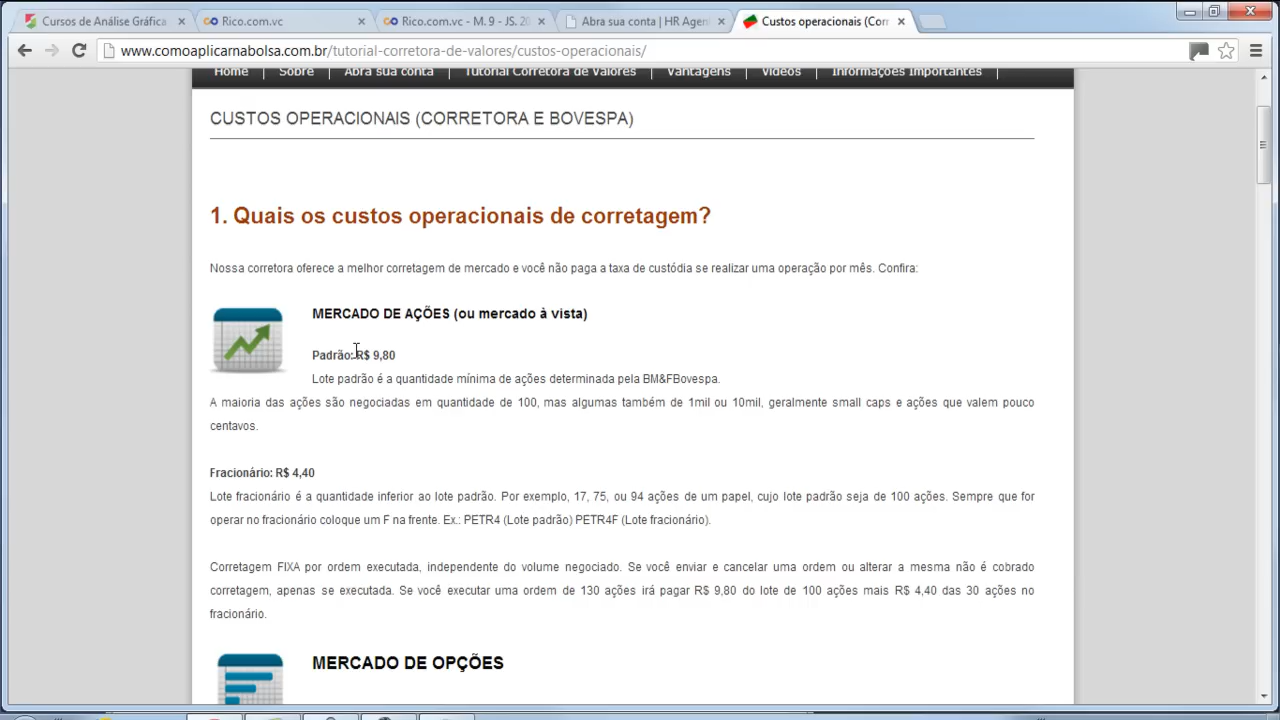 Cursos de Análise Gráfica
Rico.com.vc
Rico.com.vc - M. 9 - JS. 20
Abra sua conta | HR Agen
Custos operacionais (Corr
www.comoaplicarnabolsa.com.br/tutorial-corretora-de-valores/custos-operacionais/
Home
Sobre
Abra sua conta
Tutorial Corretora de Valores
Vantagens
Vídeos
Informações Importantes
CUSTOS OPERACIONAIS (CORRETORA E BOVESPA)
1. Quais os custos operacionais de corretagem?
Nossa corretora oferece a melhor corretagem de mercado e você não paga a taxa de custódia se realizar uma operação por mês. Confira:
MERCADO DE AÇÕES (ou mercado à vista)
Padrão: R$ 9,80
Lote padrão é a quantidade mínima de ações determinada pela BM&FBovespa.
A maioria das ações são negociadas em quantidade de 100, mas algumas também de 1mil ou 10mil, geralmente small caps e ações que valem pouco
centavos.
Fracionário: R$ 4,40
Lote fracionário é a quantidade inferior ao lote padrão. Por exemplo, 17, 75, ou 94 ações de um papel, cujo lote padrão seja de 100 ações. Sempre que for
operar no fracionário coloque um F na frente. Ex.: PETR4 (Lote padrão) PETR4F (Lote fracionário).
Corretagem FIXA por ordem executada, independente do volume negociado. Se você enviar e cancelar uma ordem ou alterar a mesma não é cobrado
corretagem, apenas se executada. Se você executar uma ordem de 130 ações irá pagar R$ 9,80 do lote de 100 ações mais R$ 4,40 das 30 ações no
fracionário.
MERCADO DE OPÇÕES